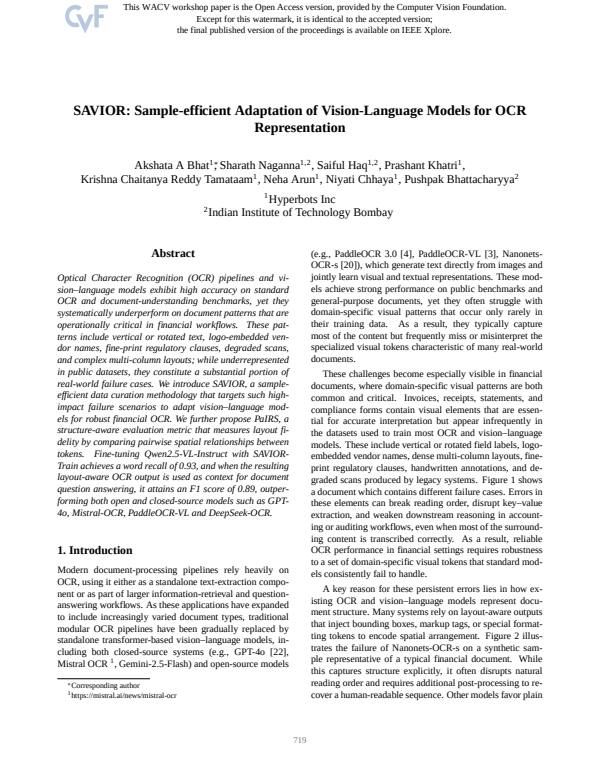 CVF
This WACV workshop paper is the Open Access version, provided by the Computer Vision Foundation.
Except for this watermark, it is identical to the accepted version;
the final published version of the proceedings is available on IEEE Xplore.
SAVIOR: Sample-efficient Adaptation of Vision-Language Models for OCR
Representation
Akshata A Bhat¹*, Sharath Naganna¹,², Saiful Haq¹,², Prashant Khatri¹,
Krishna Chaitanya Reddy Tamataam¹, Neha Arun¹, Niyati Chhaya¹, Pushpak Bhattacharyya²
¹Hyperbots Inc
²Indian Institute of Technology Bombay
Abstract
Optical Character Recognition (OCR) pipelines and vi-
sion–language models exhibit high accuracy on standard
OCR and document-understanding benchmarks, yet they
systematically underperform on document patterns that are
operationally critical in financial workflows. These pat-
terns include vertical or rotated text, logo-embedded ven-
dor names, fine-print regulatory clauses, degraded scans,
and complex multi-column layouts; while underrepresented
in public datasets, they constitute a substantial portion of
real-world failure cases. We introduce SAVIOR, a sample-
efficient data curation methodology that targets such high-
impact failure scenarios to adapt vision–language mod-
els for robust financial OCR. We further propose PaIRS, a
structure-aware evaluation metric that measures layout fi-
delity by comparing pairwise spatial relationships between
tokens. Fine-tuning Qwen2.5-VL-Instruct with SAVIOR-
Train achieves a word recall of 0.93, and when the resulting
layout-aware OCR output is used as context for document
question answering, it attains an F1 score of 0.89, outper-
forming both open and closed-source models such as GPT-
4o, Mistral-OCR, PaddleOCR-VL and DeepSeek-OCR.
1. Introduction
Modern document-processing pipelines rely heavily on
OCR, using it either as a standalone text-extraction compo-
nent or as part of larger information-retrieval and question-
answering workflows. As these applications have expanded
to include increasingly varied document types, traditional
modular OCR pipelines have been gradually replaced by
standalone transformer-based vision–language models, in-
cluding both closed-source systems (e.g., GPT-4o [22],
Mistral OCR ¹, Gemini-2.5-Flash) and open-source models
*Corresponding author
¹https://mistral.ai/news/mistral-ocr
(e.g., PaddleOCR 3.0 [4], PaddleOCR-VL [3], Nanonets-
OCR-s [20]), which generate text directly from images and
jointly learn visual and textual representations. These mod-
els achieve strong performance on public benchmarks and
general-purpose documents, yet they often struggle with
domain-specific visual patterns that occur only rarely in
their training data. As a result, they typically capture
most of the content but frequently miss or misinterpret the
specialized visual tokens characteristic of many real-world
documents.
These challenges become especially visible in financial
documents, where domain-specific visual patterns are both
common and critical. Invoices, receipts, statements, and
compliance forms contain visual elements that are essen-
tial for accurate interpretation but appear infrequently in
the datasets used to train most OCR and vision–language
models. These include vertical or rotated field labels, logo-
embedded vendor names, dense multi-column layouts, fine-
print regulatory clauses, handwritten annotations, and de-
graded scans produced by legacy systems. Figure 1 shows
a document which contains different failure cases. Errors in
these elements can break reading order, disrupt key–value
extraction, and weaken downstream reasoning in account-
ing or auditing workflows, even when most of the surround-
ing content is transcribed correctly. As a result, reliable
OCR performance in financial settings requires robustness
to a set of domain-specific visual tokens that standard mod-
els consistently fail to handle.
A key reason for these persistent errors lies in how ex-
isting OCR and vision–language models represent docu-
ment structure. Many systems rely on layout-aware outputs
that inject bounding boxes, markup tags, or special format-
ting tokens to encode spatial arrangement. Figure 2 illus-
trates the failure of Nanonets-OCR-s on a synthetic sam-
ple representative of a typical financial document. While
this captures structure explicitly, it often disrupts natural
reading order and requires additional post-processing to re-
cover a human-readable sequence. Other models favor plain
719